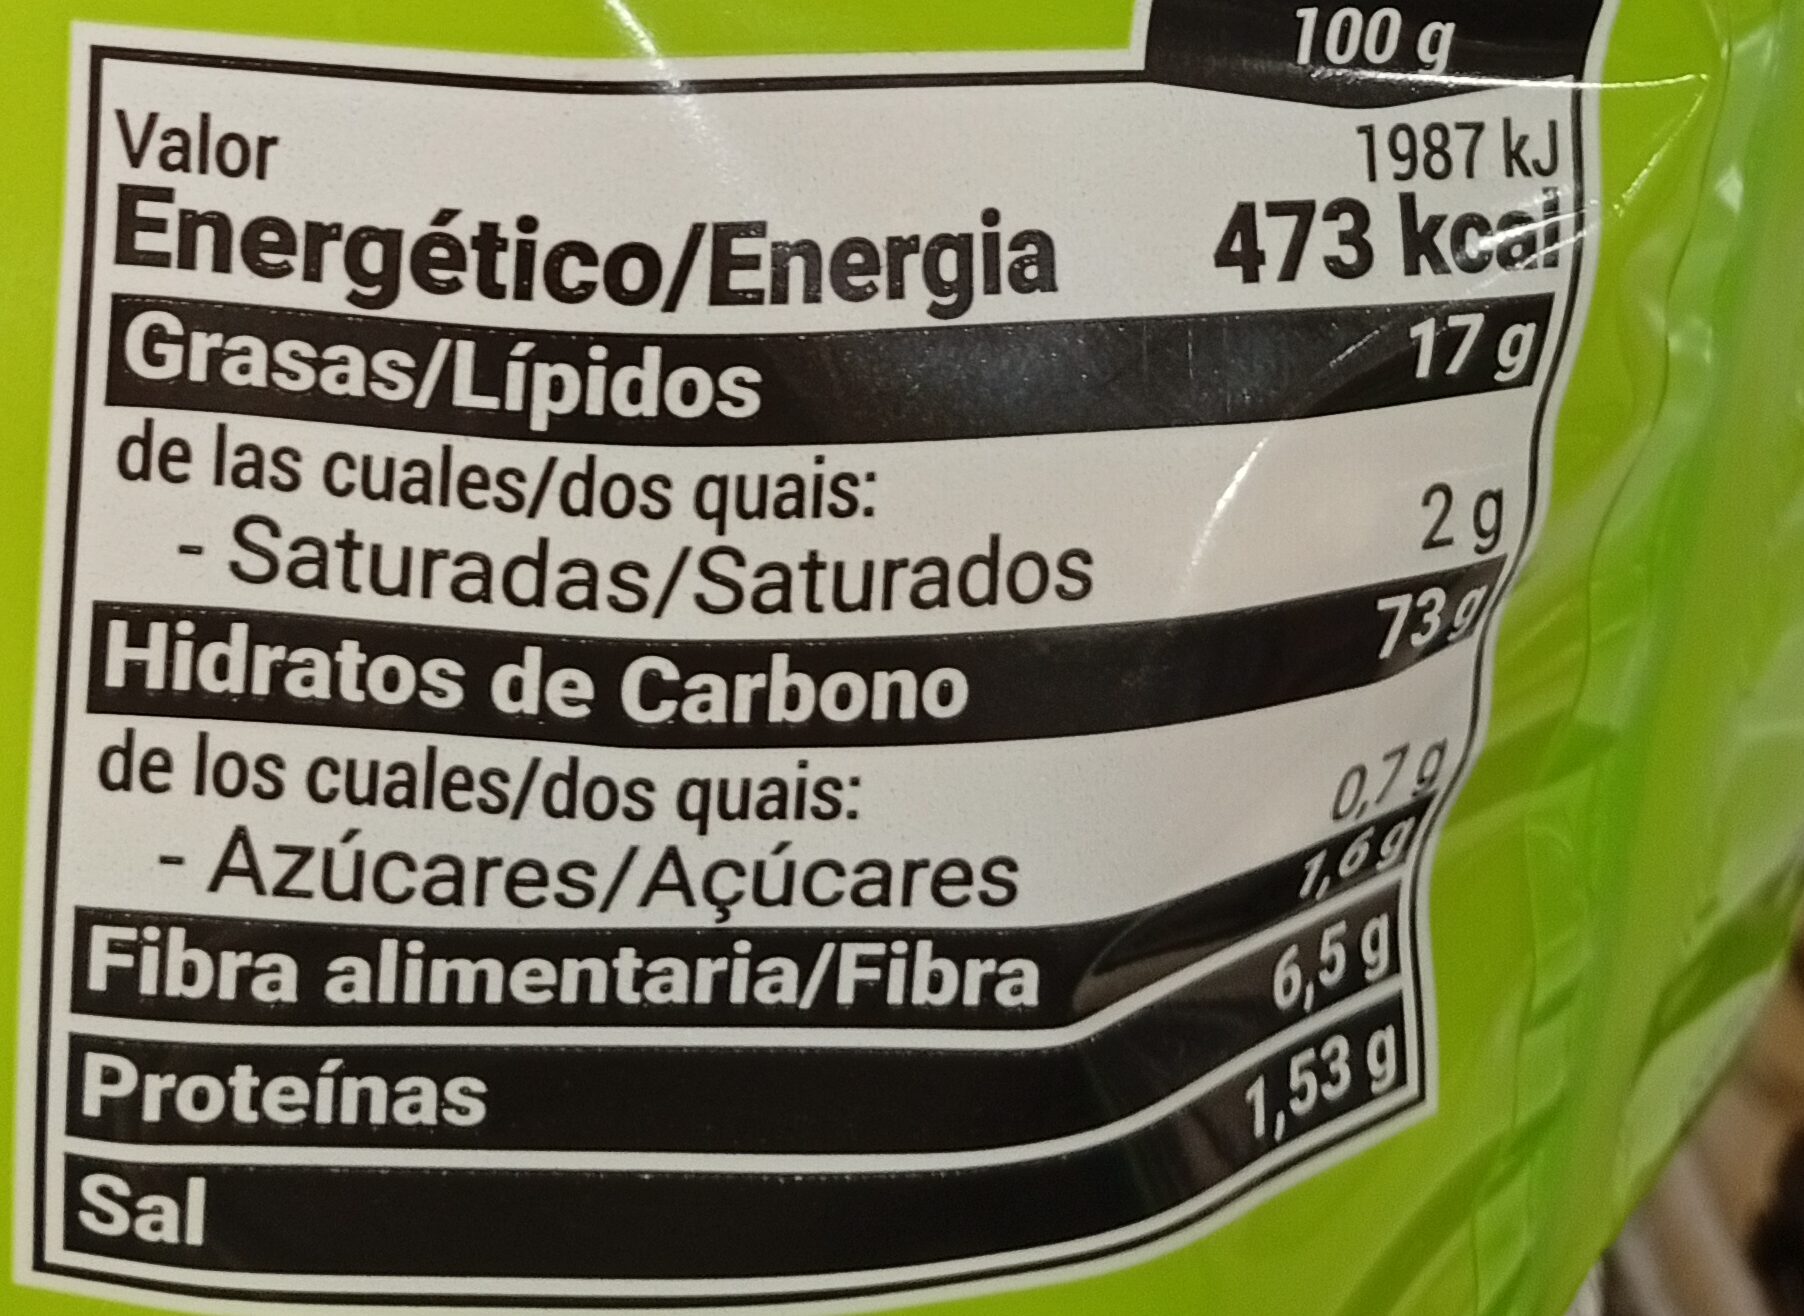 100 g
Valor 1987 kJ
Energético/Energia 473 kcal
Grasas/Lípidos 17 g
de las cuales/dos quais:
- Saturadas/Saturados 2 g
Hidratos de Carbono 73 g
de los cuales/dos quais:
- Azúcares/Açúcares 0,7 g
Fibra alimentaria/Fibra 1,6 g
Proteínas 6,5 g
Sal 1,53 g